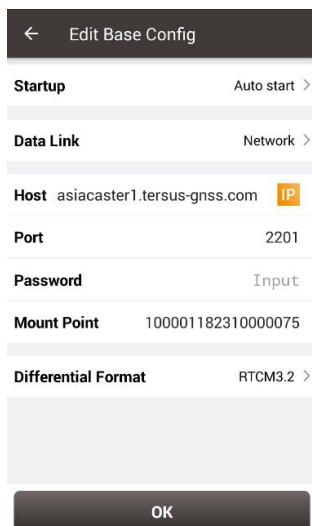 ← Edit Base Config
Startup Auto start >
Data Link Network >
Host asiacaster1.tersus-gnss.com IP
Port 2201
Password Input
Mount Point 100001182310000075
Differential Format RTCM3.2 >
OK